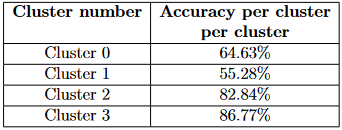 Cluster number Accuracy per cluster
per cluster
Cluster 0 64.63%
Cluster 1 55.28%
Cluster 2 82.84%
Cluster 3 86.77%